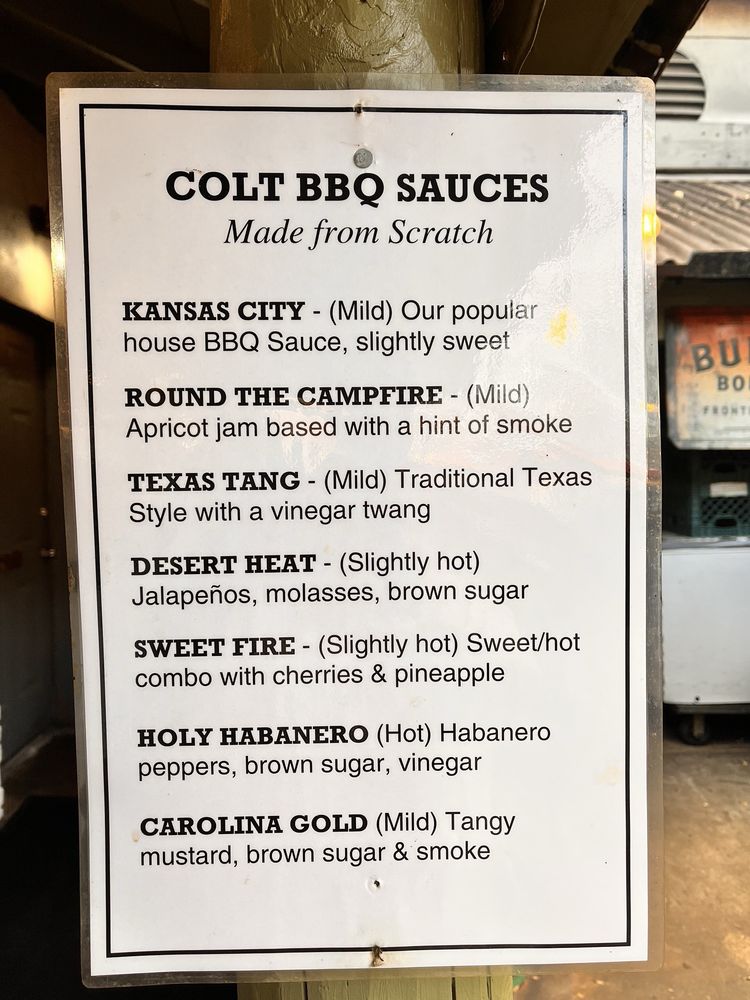 COLT BBQ SAUCES
Made from Scratch
KANSAS CITY - (Mild) Our popular
house BBQ Sauce, slightly sweet
ROUND THE CAMPFIRE - (Mild)
Apricot jam based with a hint of smoke
TEXAS TANG - (Mild) Traditional Texas
Style with a vinegar twang
DESERT HEAT - (Slightly hot)
Jalapeños, molasses, brown sugar
SWEET FIRE - (Slightly hot) Sweet/hot
combo with cherries & pineapple
HOLY HABANERO (Hot) Habanero
peppers, brown sugar, vinegar
CAROLINA GOLD (Mild) Tangy
mustard, brown sugar & smoke